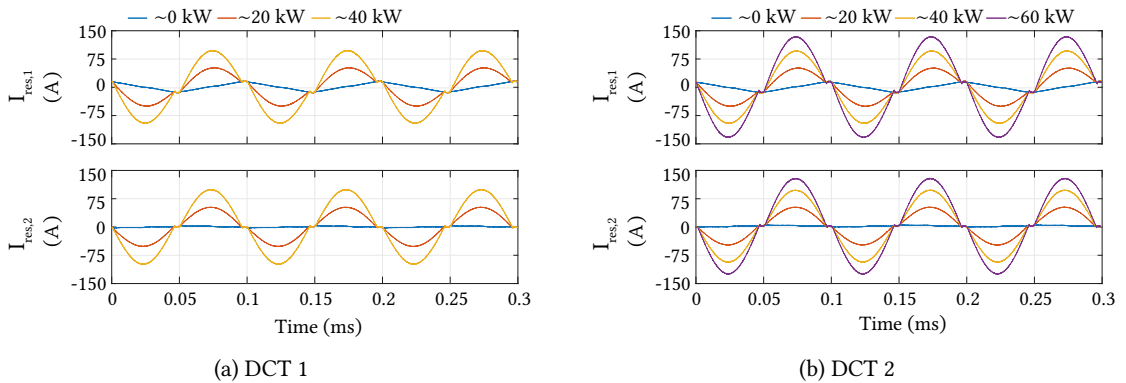 ~0 kW ~20 kW ~40 kW
150
75
0
-75
-150
I_res,1
(A)
150
75
0
-75
-150
I_res,2
(A)
0 0.05 0.1 0.15 0.2 0.25 0.3
Time (ms)
(a) DCT 1
~0 kW ~20 kW ~40 kW ~60 kW
150
75
0
-75
-150
I_res,1
(A)
150
75
0
-75
-150
I_res,2
(A)
0 0.05 0.1 0.15 0.2 0.25 0.3
Time (ms)
(b) DCT 2